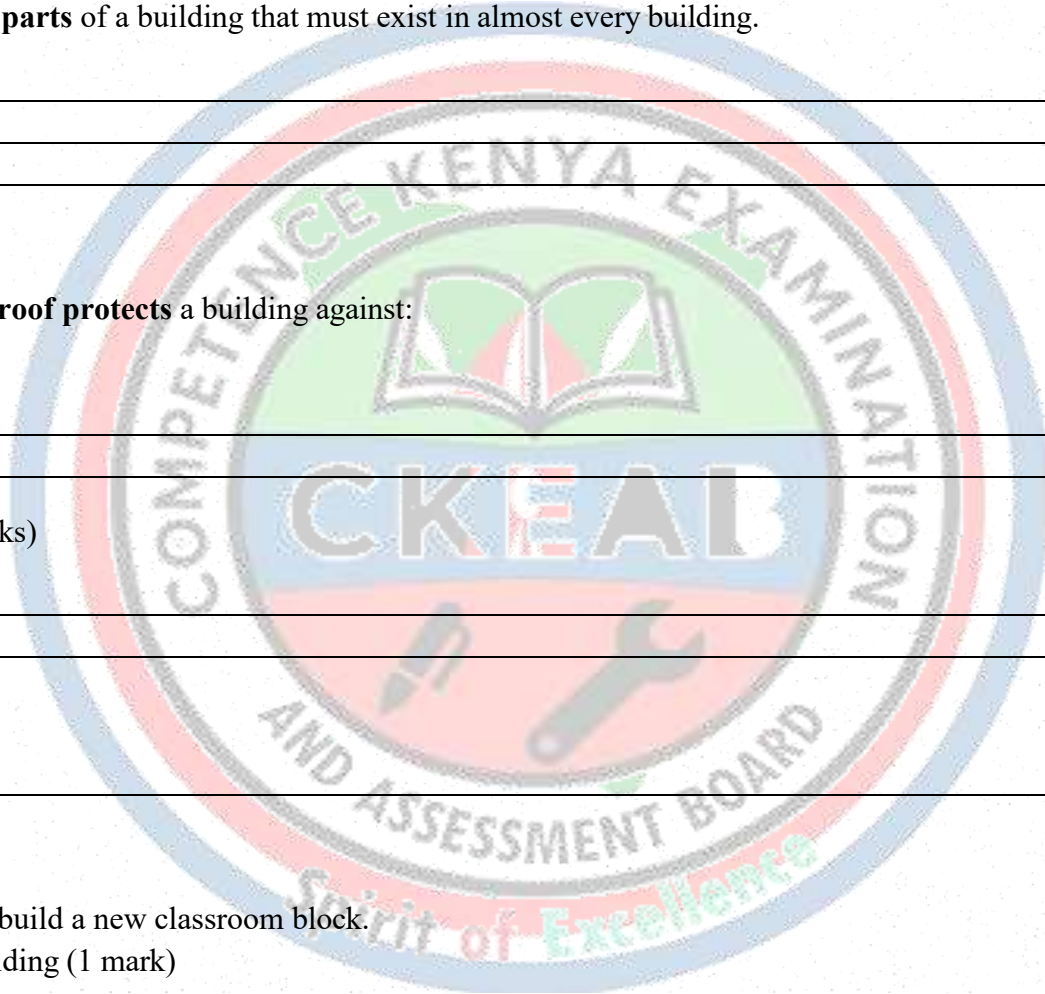 parts of a building that must exist in almost every building.
roof protects a building against:
COMPETENCE KENYA EXAMINATION
CKEAB
ks)
AND ASSESSMENT BOARD
Spirit of Excellence
build a new classroom block.
ding (1 mark)